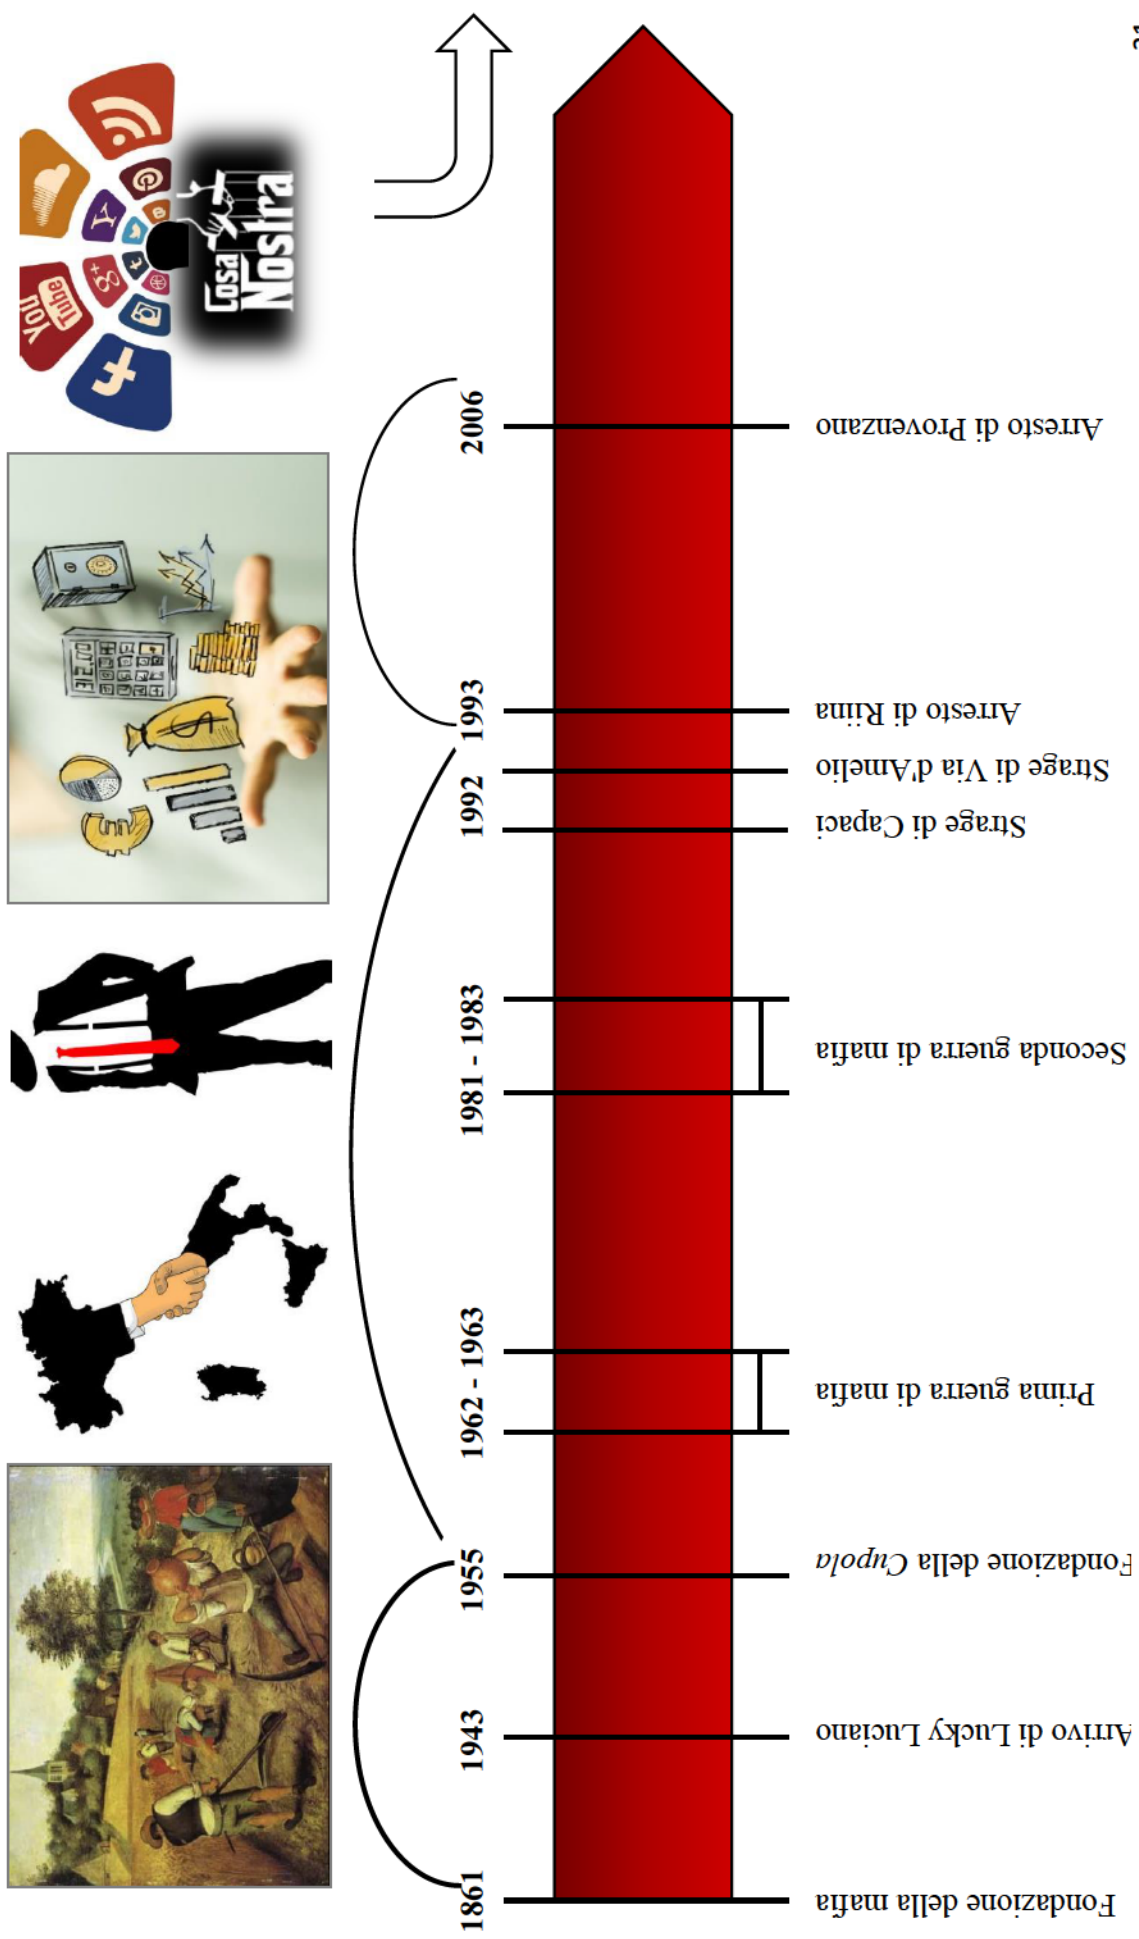 1861
1943
1955
1962 - 1963
1981 - 1983
1992
1993
2006
Fondazione della mafia
Arrivo di Lucky Luciano
Fondazione della Cupola
Prima guerra di mafia
Seconda guerra di mafia
Strage di Capaci
Strage di Via d'Amelio
Arresto di Riina
Arresto di Provenzano
You
Tube
g+
Y
f
t
Cosa
Nostra